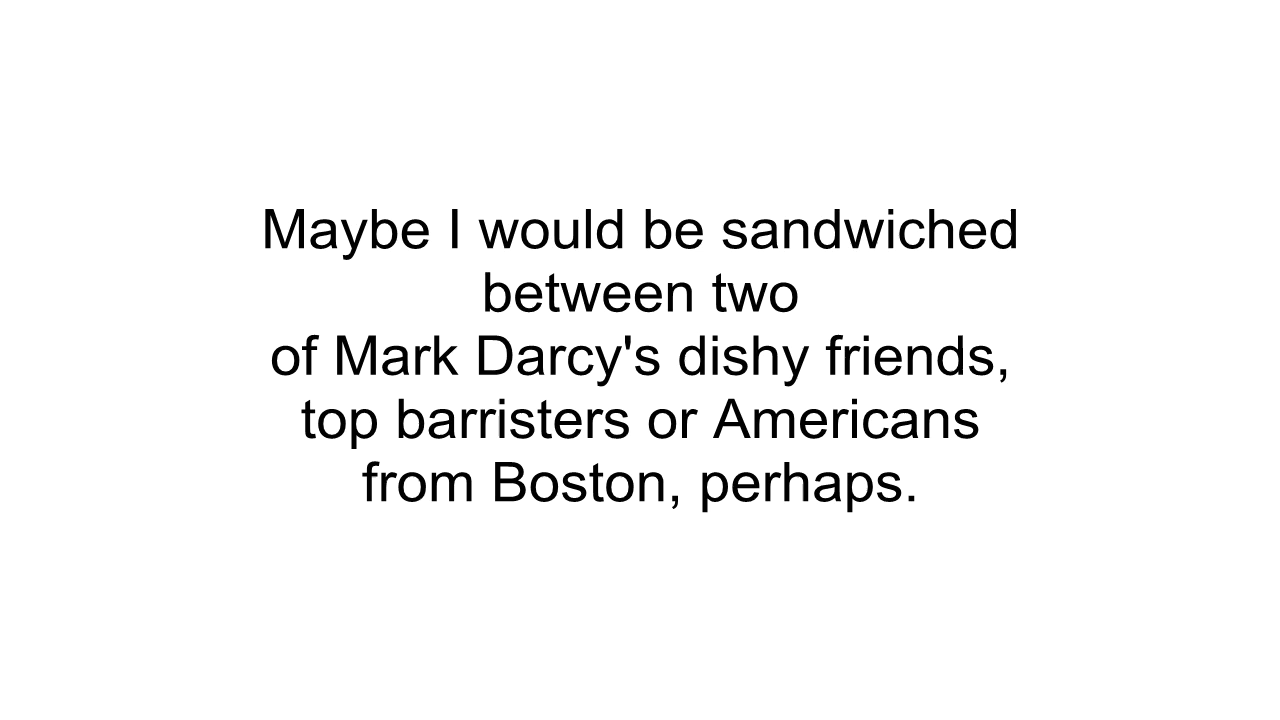 Maybe I would be sandwiched
between two
of Mark Darcy's dishy friends,
top barristers or Americans
from Boston, perhaps.